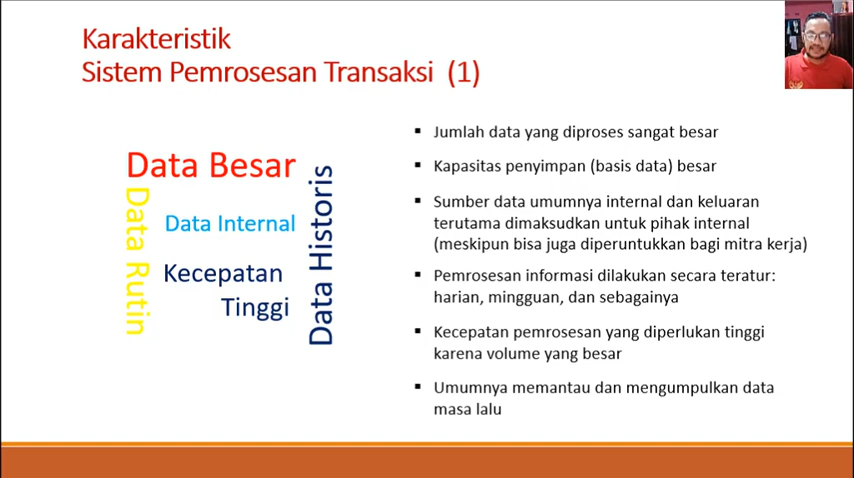 Karakteristik
Sistem Pemrosesan Transaksi (1)
Data Besar
Data Rutin
Data Internal
Kecepatan
Tinggi
Data Historis
▪ Jumlah data yang diproses sangat besar
▪ Kapasitas penyimpan (basis data) besar
▪ Sumber data umumnya internal dan keluaran
terutama dimaksudkan untuk pihak internal
(meskipun bisa juga diperuntukkan bagi mitra kerja)
▪ Pemrosesan informasi dilakukan secara teratur:
harian, mingguan, dan sebagainya
▪ Kecepatan pemrosesan yang diperlukan tinggi
karena volume yang besar
▪ Umumnya memantau dan mengumpulkan data
masa lalu